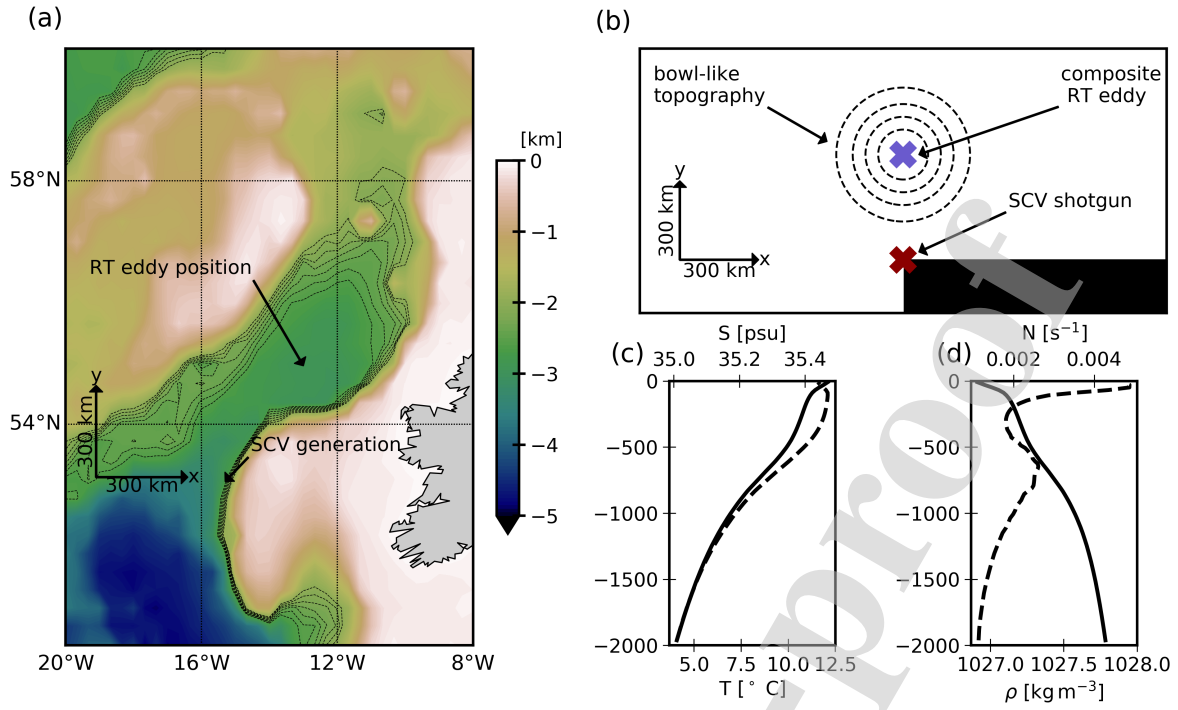 (a)
58°N
54°N
20°W
16°W
12°W
8°W
RT eddy position
SCV generation
y
300 km
300 km
x
[km]
0
−1
−2
−3
−4
−5
(b)
bowl-like
topography
composite
RT eddy
SCV shotgun
y
300 km
300 km
x
(c)
S [psu]
35.0 35.2 35.4
0
−500
−1000
−1500
−2000
5.0 7.5 10.0 12.5
T [° C]
(d)
N [s⁻¹]
0.002 0.004
0
−500
−1000
−1500
−2000
1027.0 1027.5 1028.0
ρ [kg m⁻³]
proof